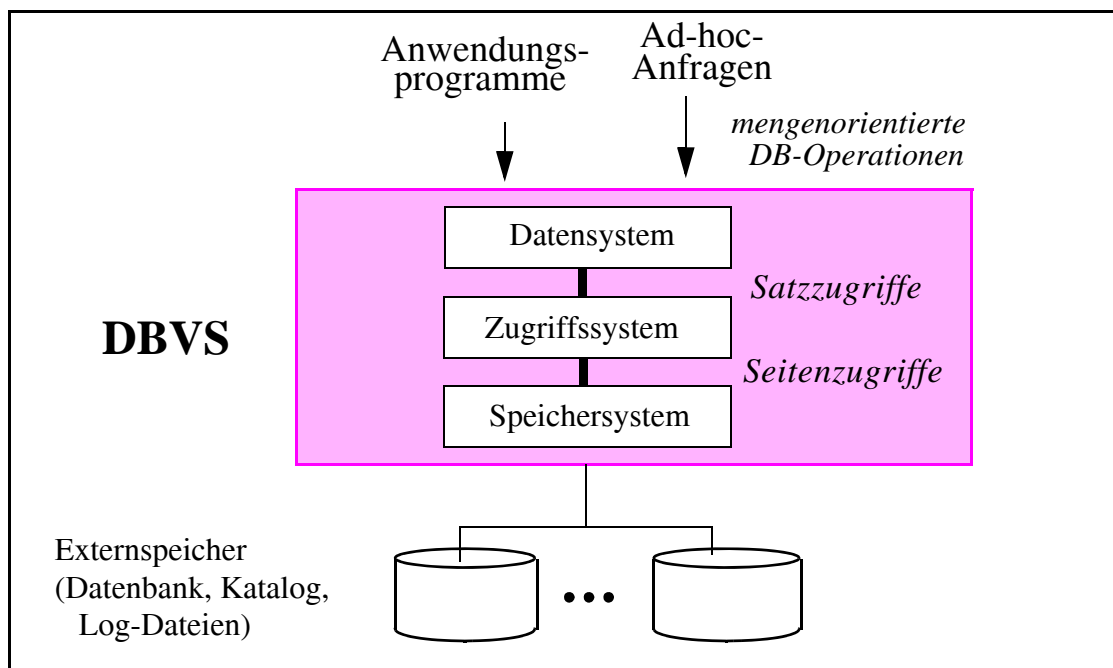 Anwendungs-
programme
Ad-hoc-
Anfragen
mengenorientierte
DB-Operationen
Datensystem
Satzzugriffe
Zugriffssystem
DBVS
Seitenzugriffe
Speichersystem
Externspeicher
(Datenbank, Katalog,
Log-Dateien)